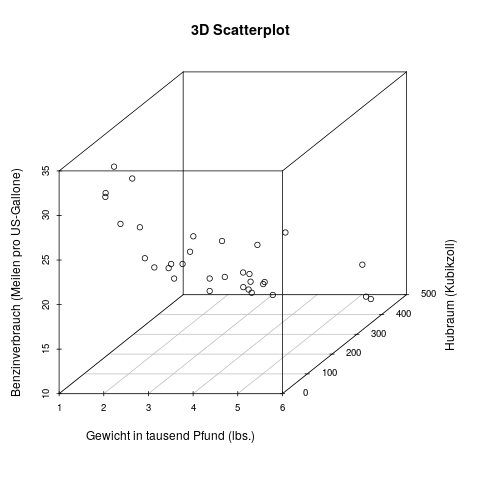 3D Scatterplot
Benzinverbrauch (Meilen pro US-Gallone)
35
30
25
20
15
10
1 2 3 4 5 6
Gewicht in tausend Pfund (lbs.)
0
100
200
300
400
500
Hubraum (Kubikzoll)